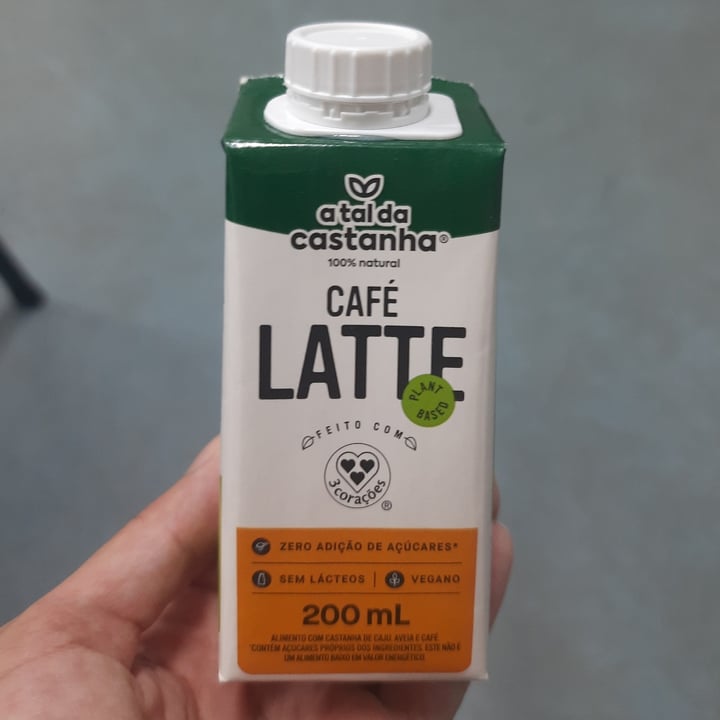 a tal da
castanha®
100% natural
CAFÉ
LATTE
PLANT
BASED
FEITO COM
3corações
®
ZERO ADIÇÃO DE AÇÚCARES*
SEM LÁCTEOS | VEGANO
200 mL
ALIMENTO COM CASTANHA DE CAJU, AVEIA E CAFÉ
*CONTÉM AÇÚCARES PRÓPRIOS DOS INGREDIENTES. ESTE NÃO É
UM ALIMENTO BAIXO EM VALOR ENERGÉTICO.